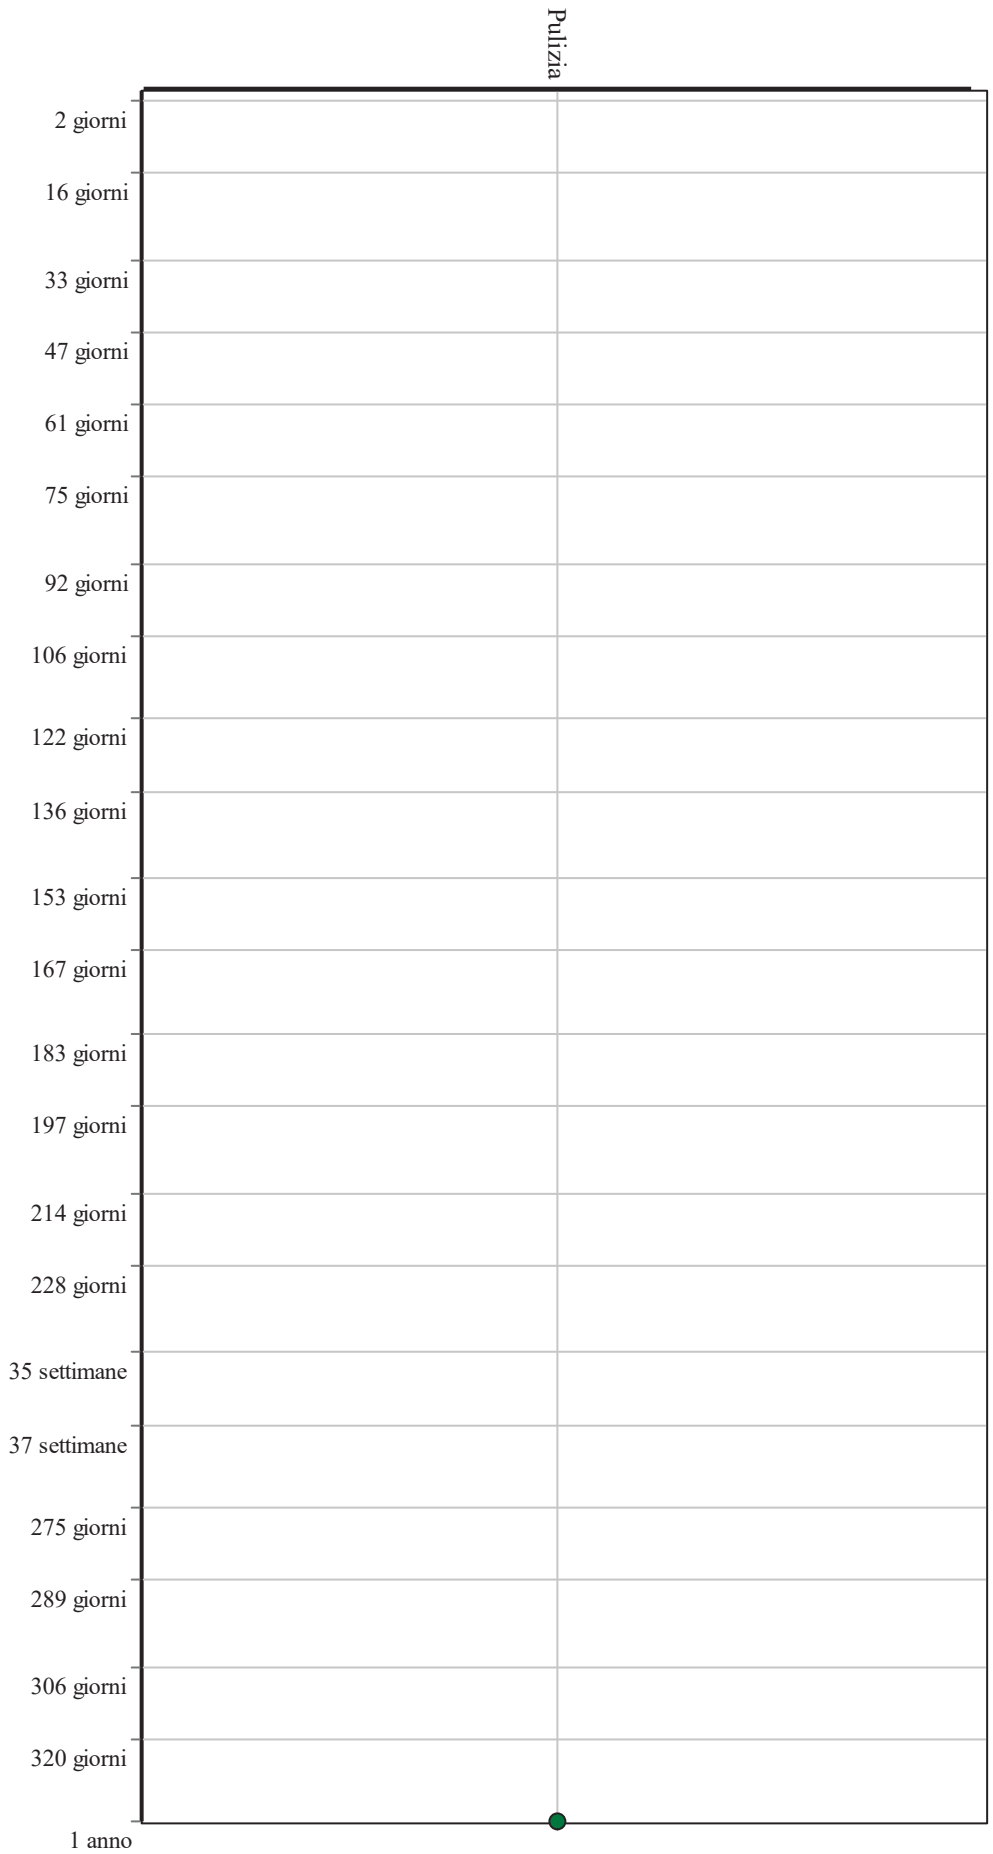 Pulizia
2 giorni
16 giorni
33 giorni
47 giorni
61 giorni
75 giorni
92 giorni
106 giorni
122 giorni
136 giorni
153 giorni
167 giorni
183 giorni
197 giorni
214 giorni
228 giorni
35 settimane
37 settimane
275 giorni
289 giorni
306 giorni
320 giorni
1 anno